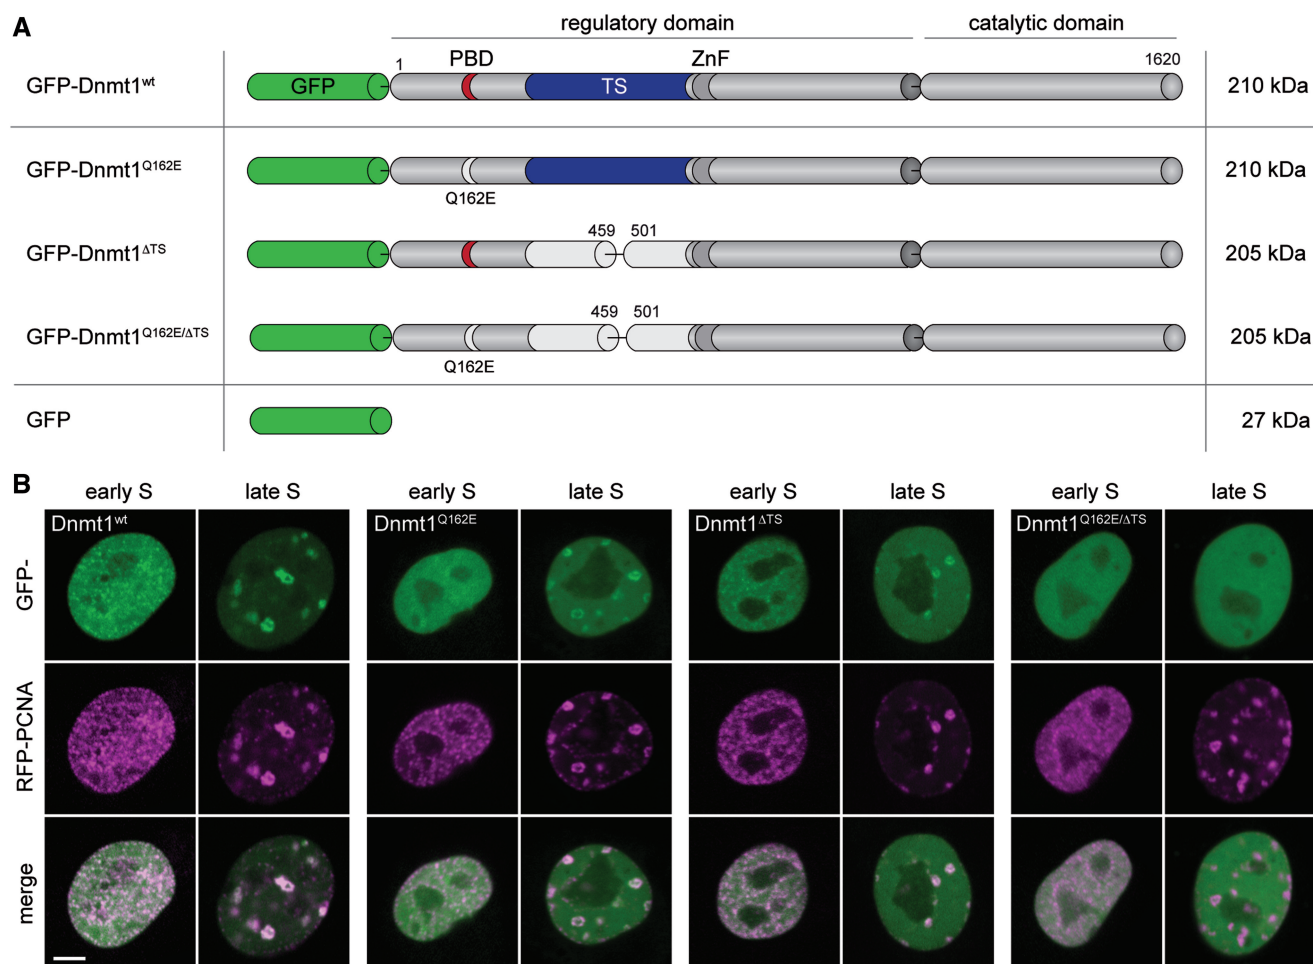 A
regulatory domain
catalytic domain
1
PBD
ZnF
1620
GFP-Dnmt1wt
GFP
TS
210 kDa
GFP-Dnmt1Q162E
Q162E
210 kDa
GFP-Dnmt1ΔTS
459
501
205 kDa
GFP-Dnmt1Q162E/ΔTS
459
501
Q162E
205 kDa
GFP
27 kDa
B
early S
late S
early S
late S
early S
late S
early S
late S
GFP-
Dnmt1wt
Dnmt1Q162E
Dnmt1ΔTS
Dnmt1Q162E/ΔTS
RFP-PCNA
merge